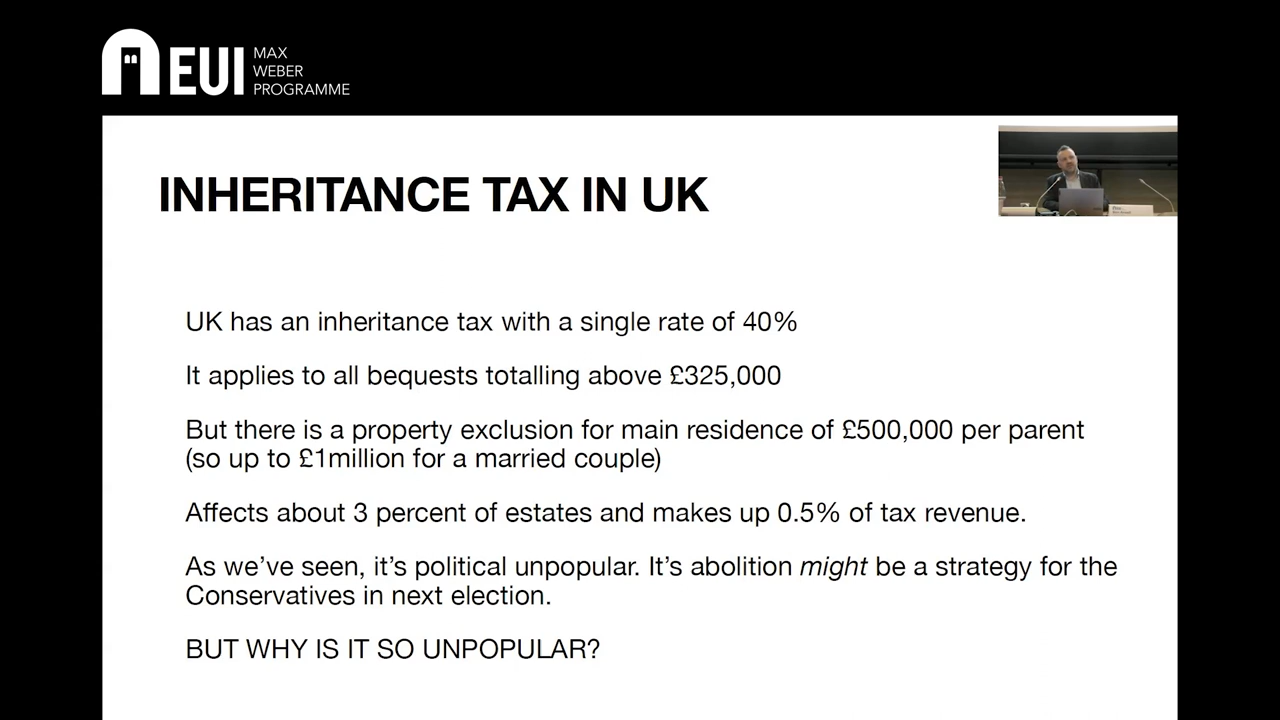 EUI
MAX
WEBER
PROGRAMME
INHERITANCE TAX IN UK
UK has an inheritance tax with a single rate of 40%
It applies to all bequests totalling above £325,000
But there is a property exclusion for main residence of £500,000 per parent
(so up to £1million for a married couple)
Affects about 3 percent of estates and makes up 0.5% of tax revenue.
As we’ve seen, it’s political unpopular. It’s abolition might be a strategy for the
Conservatives in next election.
BUT WHY IS IT SO UNPOPULAR?